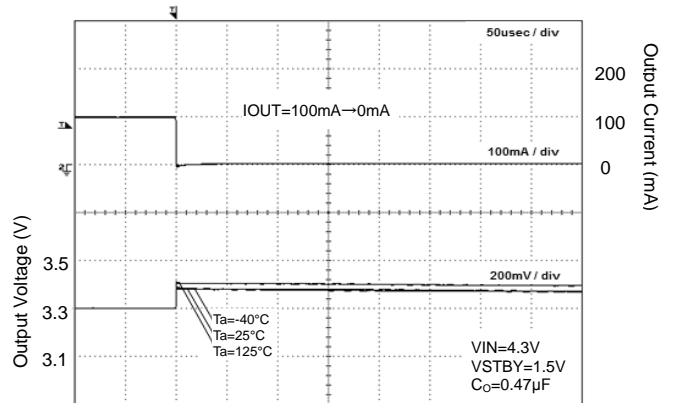 50usec / div
200
IOUT=100mA→0mA
100
100mA / div
0
Output Current (mA)
Output Voltage (V)
3.5
200mV / div
3.3
Ta=-40°C
Ta=25°C
Ta=125°C
3.1
VIN=4.3V
VSTBY=1.5V
Co=0.47µF